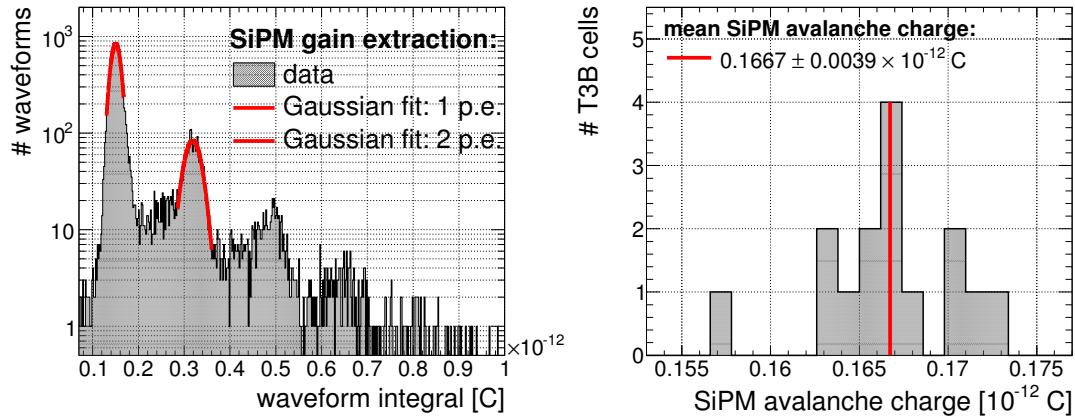 SiPM gain extraction:
data
Gaussian fit: 1 p.e.
Gaussian fit: 2 p.e.
# waveforms
10³
10²
10
1
0.1 0.2 0.3 0.4 0.5 0.6 0.7 0.8 0.9 1
×10⁻¹²
waveform integral [C]
mean SiPM avalanche charge:
0.1667 ± 0.0039 × 10⁻¹² C
# T3B cells
5
4
3
2
1
0
0.155 0.16 0.165 0.17 0.175
SiPM avalanche charge [10⁻¹² C]